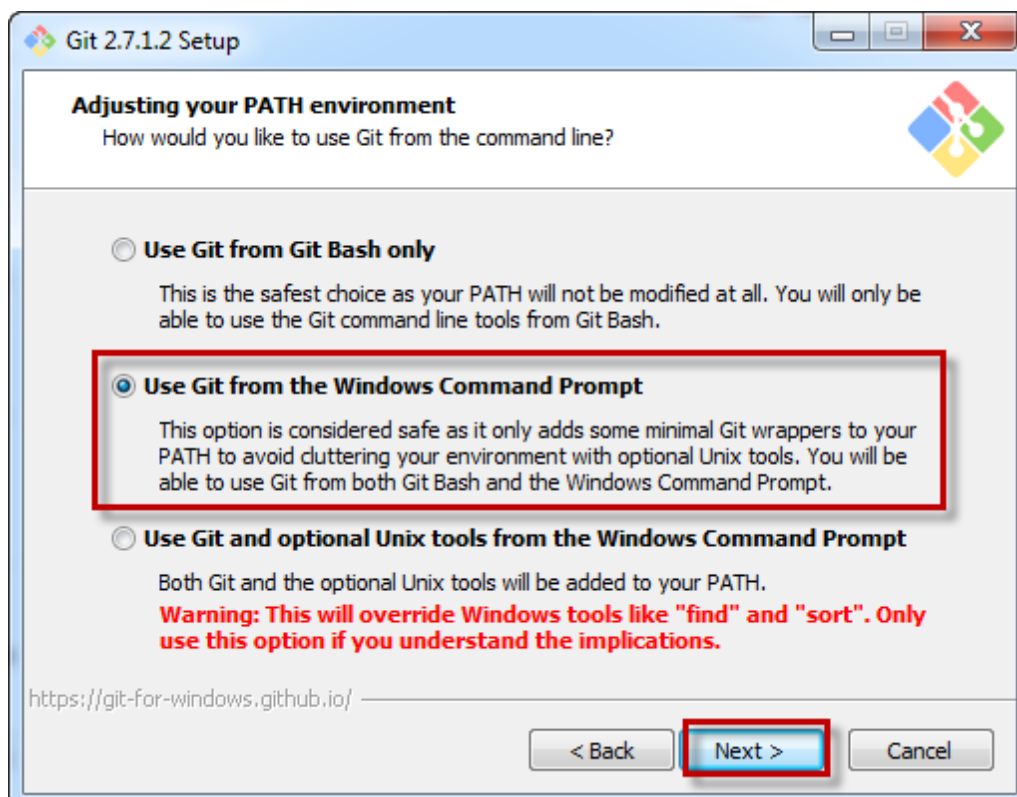 Git 2.7.1.2 Setup
Adjusting your PATH environment
How would you like to use Git from the command line?
Use Git from Git Bash only
This is the safest choice as your PATH will not be modified at all. You will only be
able to use the Git command line tools from Git Bash.
Use Git from the Windows Command Prompt
This option is considered safe as it only adds some minimal Git wrappers to your
PATH to avoid cluttering your environment with optional Unix tools. You will be
able to use Git from both Git Bash and the Windows Command Prompt.
Use Git and optional Unix tools from the Windows Command Prompt
Both Git and the optional Unix tools will be added to your PATH.
Warning: This will override Windows tools like "find" and "sort". Only
use this option if you understand the implications.
https://git-for-windows.github.io/
< Back Next > Cancel